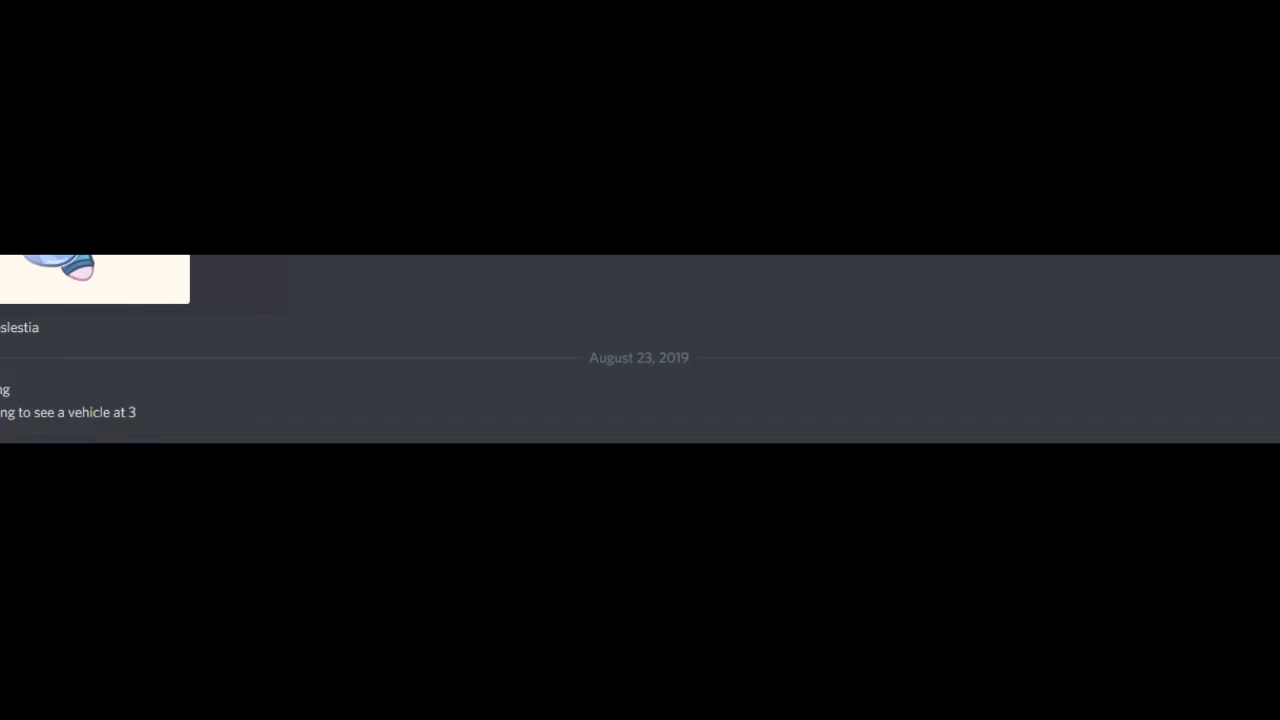 slestia
August 23, 2019
ng
ng to see a vehicle at 3